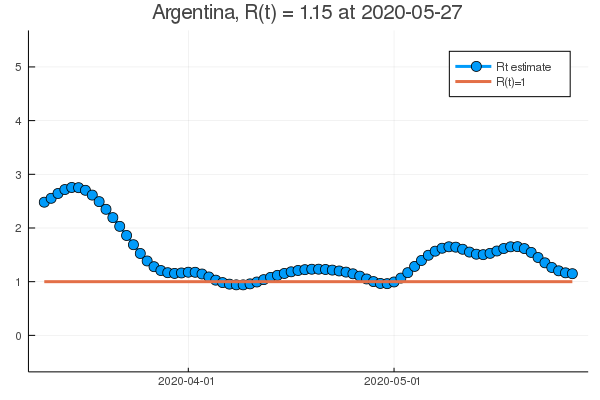 Argentina, R(t) = 1.15 at 2020-05-27
5
4
3
2
1
0
Rt estimate
R(t)=1
2020-04-01
2020-05-01